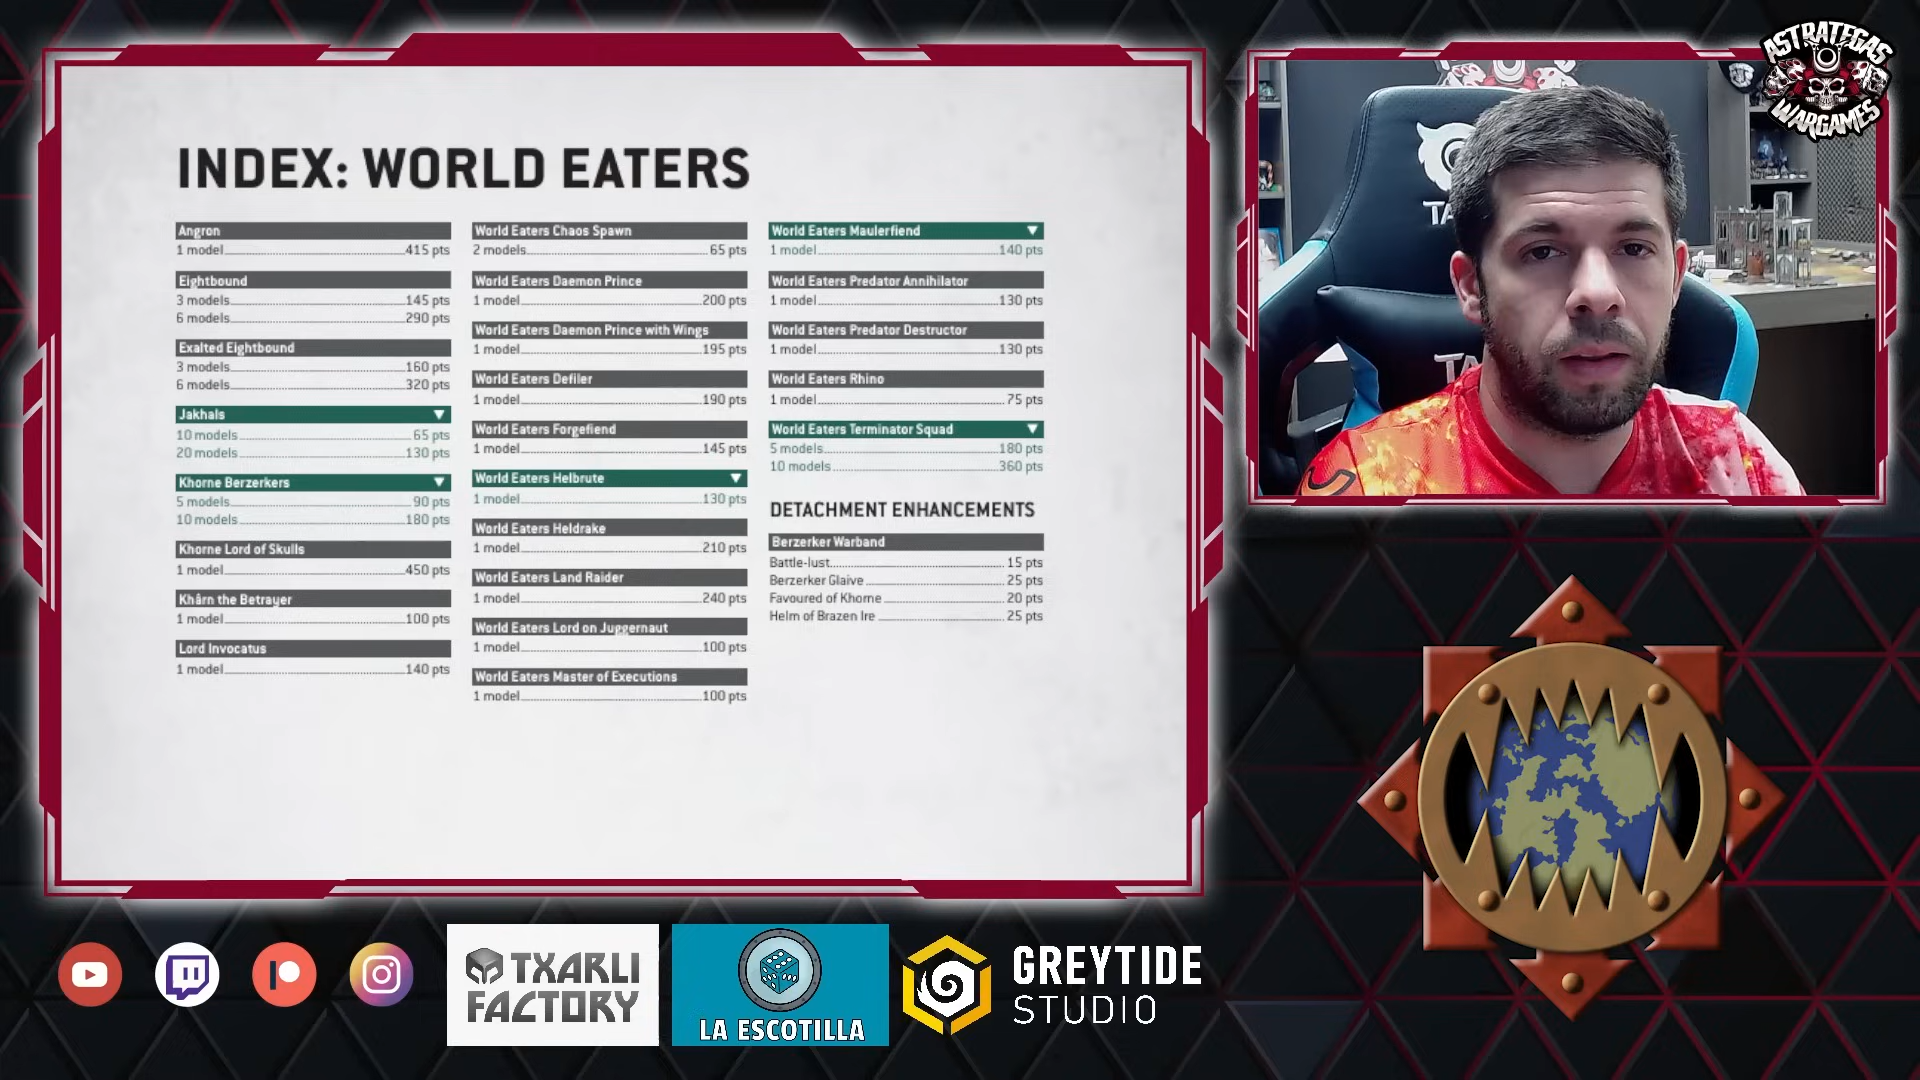 INDEX: WORLD EATERS
Angron
1 model 415 pts
Eightbound
3 models 145 pts
6 models 290 pts
Exalted Eightbound
3 models 160 pts
6 models 320 pts
Jakhals ▼
10 models 65 pts
20 models 130 pts
Khorne Berzerkers ▼
5 models 90 pts
10 models 180 pts
Khorne Lord of Skulls
1 model 450 pts
Khârn the Betrayer
1 model 100 pts
Lord Invocatus
1 model 140 pts
World Eaters Chaos Spawn
2 models 65 pts
World Eaters Daemon Prince
1 model 200 pts
World Eaters Daemon Prince with Wings
1 model 195 pts
World Eaters Defiler
1 model 190 pts
World Eaters Forgefiend
1 model 145 pts
World Eaters Helbrute ▼
1 model 130 pts
World Eaters Heldrake
1 model 210 pts
World Eaters Land Raider
1 model 240 pts
World Eaters Lord on Juggernaut
1 model 100 pts
World Eaters Master of Executions
1 model 100 pts
World Eaters Maulerfiend ▼
1 model 140 pts
World Eaters Predator Annihilator
1 model 130 pts
World Eaters Predator Destructor
1 model 130 pts
World Eaters Rhino
1 model 75 pts
World Eaters Terminator Squad ▼
5 models 180 pts
10 models 360 pts
DETACHMENT ENHANCEMENTS
Berzerker Warband
Battle-lust 15 pts
Berzerker Glaive 25 pts
Favoured of Khorne 20 pts
Helm of Brazen Ire 25 pts
ASTRATEGAS
WARGAMES
TXARLI
FACTORY
LA ESCOTILLA
GREYTIDE
STUDIO